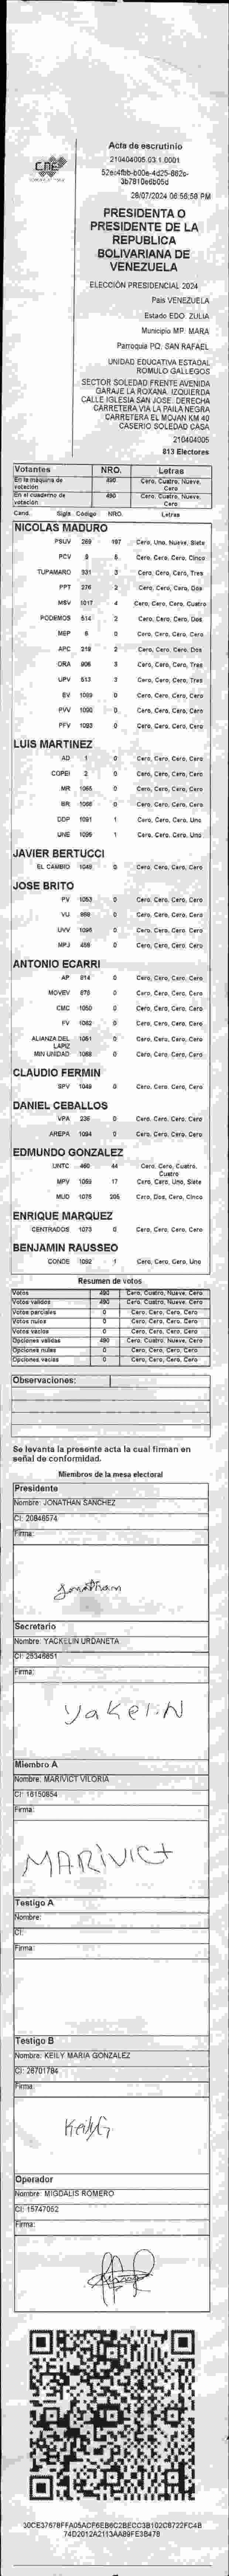 CNE
Acta de escrutinio
210404005.03.1.0001
28/07/2024 06:56:58 PM
PRESIDENTA O
PRESIDENTE DE LA
REPUBLICA
BOLIVARIANA DE
VENEZUELA
ELECCIÓN PRESIDENCIAL 2024
País VENEZUELA
Estado EDO. ZULIA
Municipio MP. MARA
Parroquia PQ. SAN RAFAEL
UNIDAD EDUCATIVA ESTADAL
ROMULO GALLEGOS
SECTOR SOLEDAD FRENTE AVENIDA
GARAJE LA ROXANA. IZQUIERDA
CALLE IGLESIA SAN JOSE. DERECHA
CARRETERA VIA LA PAILA NEGRA
CARRETERA EL MOJAN KM 40
CASERIO SOLEDAD CASA
210404005
813 Electores
Votantes NRO. Letras
En la máquina de votación 490 Cero, Cuatro, Nueve, Cero
En el cuaderno de votación 490 Cero, Cuatro, Nueve, Cero
Cand. Sigla Código NRO. Letras
NICOLAS MADURO
PSUV 269 197 Cero, Uno, Nueve, Siete
PCV 5 Cero, Cero, Cero, Cinco
TUPAMARO 931 3 Cero, Cero, Cero, Tres
PPT 276 2 Cero, Cero, Cero, Dos
MSV 1017 4 Cero, Cero, Cero, Cuatro
PODEMOS 514 2 Cero, Cero, Cero, Dos
MEP 6 0 Cero, Cero, Cero, Cero
APC 219 2 Cero, Cero, Cero, Dos
ORA 906 3 Cero, Cero, Cero, Tres
UPV 513 3 Cero, Cero, Cero, Tres
EV 1089 0 Cero, Cero, Cero, Cero
PVV 1090 0 Cero, Cero, Cero, Cero
PFV 1093 0 Cero, Cero, Cero, Cero
LUIS MARTINEZ
AD 1 0 Cero, Cero, Cero, Cero
COPEI 2 0 Cero, Cero, Cero, Cero
MR 1065 0 Cero, Cero, Cero, Cero
BR 1068 0 Cero, Cero, Cero, Cero
DDP 1091 1 Cero, Cero, Cero, Uno
UNE 1095 1 Cero, Cero, Cero, Uno
JAVIER BERTUCCI
EL CAMBIO 1048 0 Cero, Cero, Cero, Cero
JOSE BRITO
PV 1053 0 Cero, Cero, Cero, Cero
VU 968 0 Cero, Cero, Cero, Cero
UVV 1096 0 Cero, Cero, Cero, Cero
MPJ 458 0 Cero, Cero, Cero, Cero
ANTONIO ECARRI
AP 914 0 Cero, Cero, Cero, Cero
MOVEV 876 0 Cero, Cero, Cero, Cero
CMC 1050 0 Cero, Cero, Cero, Cero
FV 1062 0 Cero, Cero, Cero, Cero
ALIANZA DEL LAPIZ 1051 0 Cero, Cero, Cero, Cero
MIN UNIDAD 1088 0 Cero, Cero, Cero, Cero
CLAUDIO FERMIN
SPV 1049 0 Cero, Cero, Cero, Cero
DANIEL CEBALLOS
VPA 236 0 Cero, Cero, Cero, Cero
AREPA 1094 0 Cero, Cero, Cero, Cero
EDMUNDO GONZALEZ
UNTC 460 44 Cero, Cero, Cuatro, Cuatro
MPV 1059 17 Cero, Cero, Uno, Siete
MUD 1076 205 Cero, Dos, Cero, Cinco
ENRIQUE MARQUEZ
CENTRADOS 1073 0 Cero, Cero, Cero, Cero
BENJAMIN RAUSSEO
CONDE 1092 1 Cero, Cero, Cero, Uno
Resumen de votos
Votos 490 Cero, Cuatro, Nueve, Cero
Votos validos 490 Cero, Cuatro, Nueve, Cero
Votos parciales 0 Cero, Cero, Cero, Cero
Votos nulos 0 Cero, Cero, Cero, Cero
Votos vacios 0 Cero, Cero, Cero, Cero
Opciones validas 490 Cero, Cuatro, Nueve, Cero
Opciones nulas 0 Cero, Cero, Cero, Cero
Opciones vacias 0 Cero, Cero, Cero, Cero
Observaciones:
Se levanta la presente acta la cual firman en
señal de conformidad.
Miembros de la mesa electoral
Presidente
Nombre: JONATHAN SANCHEZ
CI: 20846574
Firma:
Jonathan
Secretario
Nombre: YACKELIN URDANETA
CI: 25346651
Firma:
yakelin
Miembro A
Nombre: MARIVICT VILORIA
CI: 16150854
Firma:
MARIVICT
Testigo A
Nombre:
CI:
Firma:
Testigo B
Nombre: KEILY MARIA GONZALEZ
CI: 26701784
Firma:
KeilyG
Operador
Nombre: MIGDALIS ROMERO
CI: 15747052
Firma: